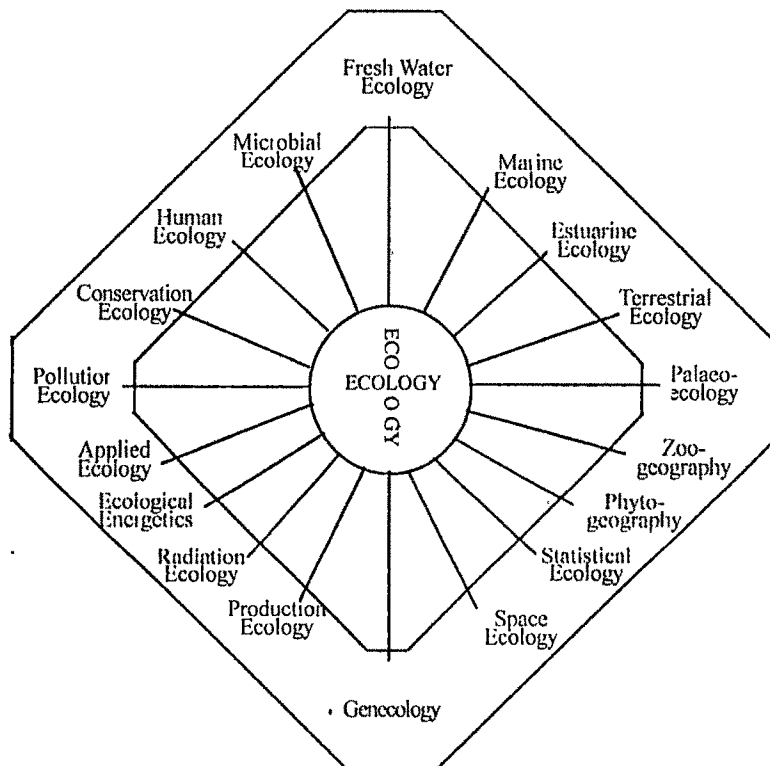 Fresh Water
Ecology
Marine
Ecology
Estuarine
Ecology
Terrestrial
Ecology
Palaeo-
ecology
Zoo-
geography
Phyto-
geography
Statistical
Ecology
Space
Ecology
Genecology
Production
Ecology
Radiation
Ecology
Ecological
Energetics
Applied
Ecology
Pollution
Ecology
Conservation
Ecology
Human
Ecology
Microbial
Ecology
ECOLOGY
ECOLOGY